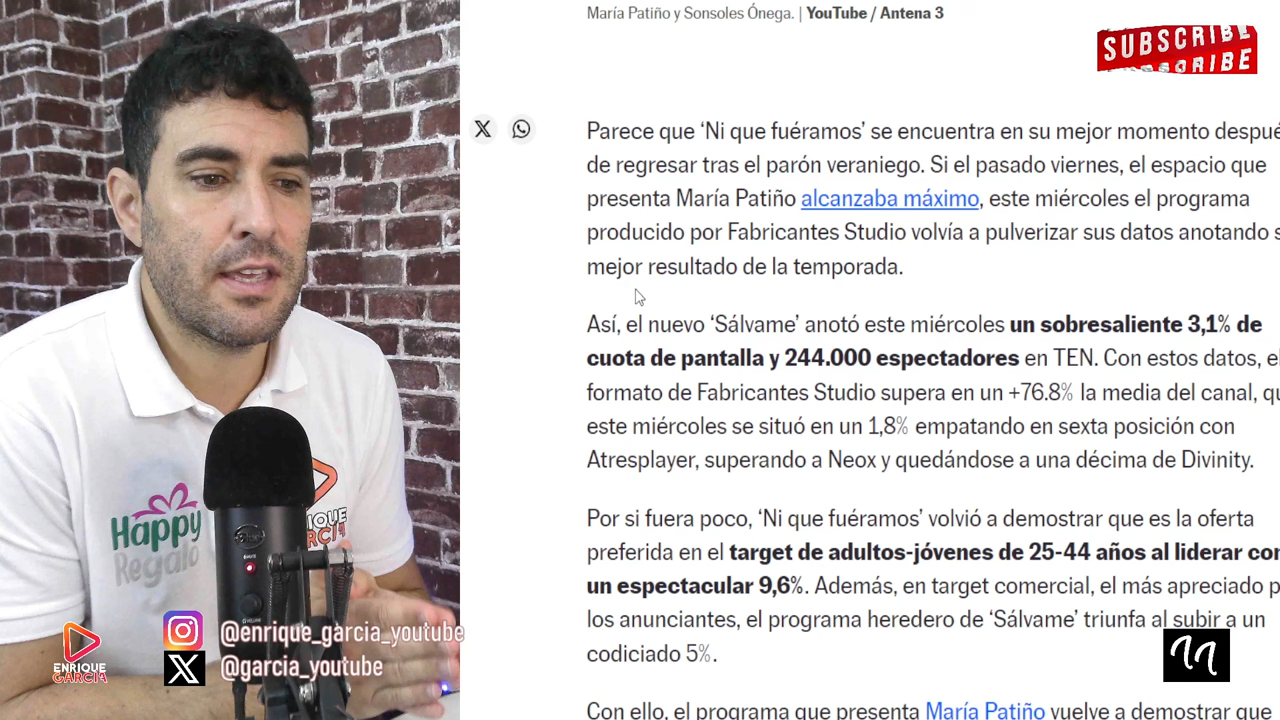 María Patiño y Sonsoles Ónega. | YouTube / Antena 3
SUBSCRIBE
SUBSCRIBE
Parece que ‘Ni que fuéramos’ se encuentra en su mejor momento despué
de regresar tras el parón veraniego. Si el pasado viernes, el espacio que
presenta María Patiño alcanzaba máximo, este miércoles el programa
producido por Fabricantes Studio volvía a pulverizar sus datos anotando s
mejor resultado de la temporada.
Así, el nuevo ‘Sálvame’ anotó este miércoles un sobresaliente 3,1% de
cuota de pantalla y 244.000 espectadores en TEN. Con estos datos, el
formato de Fabricantes Studio supera en un +76.8% la media del canal, qu
este miércoles se situó en un 1,8% empatando en sexta posición con
Atresplayer, superando a Neox y quedándose a una décima de Divinity.
Por si fuera poco, ‘Ni que fuéramos’ volvió a demostrar que es la oferta
preferida en el target de adultos-jóvenes de 25-44 años al liderar con
un espectacular 9,6%. Además, en target comercial, el más apreciado p
los anunciantes, el programa heredero de ‘Sálvame’ triunfa al subir a un
codiciado 5%.
Con ello, el programa que presenta María Patiño vuelve a demostrar que
Happy
Regalo
@enrique_garcia_youtube
@garcia_youtube
ENRIQUE
GARCIA